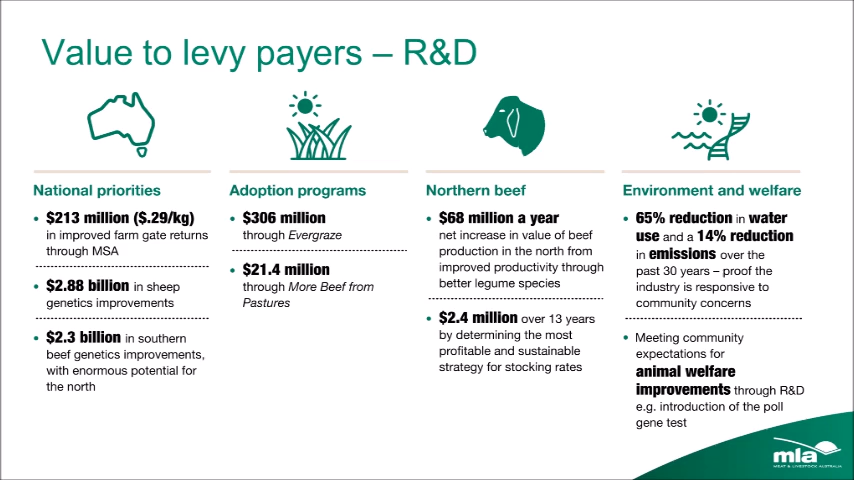 Value to levy payers – R&D
National priorities
• $213 million ($.29/kg)
in improved farm gate returns
through MSA
• $2.88 billion in sheep
genetics improvements
• $2.3 billion in southern
beef genetics improvements,
with enormous potential for
the north
Adoption programs
• $306 million
through Evergraze
• $21.4 million
through More Beef from
Pastures
Northern beef
• $68 million a year
net increase in value of beef
production in the north from
improved productivity through
better legume species
• $2.4 million over 13 years
by determining the most
profitable and sustainable
strategy for stocking rates
Environment and welfare
• 65% reduction in water
use and a 14% reduction
in emissions over the
past 30 years – proof the
industry is responsive to
community concerns
• Meeting community
expectations for
animal welfare
improvements through R&D
e.g. introduction of the poll
gene test
mla
MEAT & LIVESTOCK AUSTRALIA